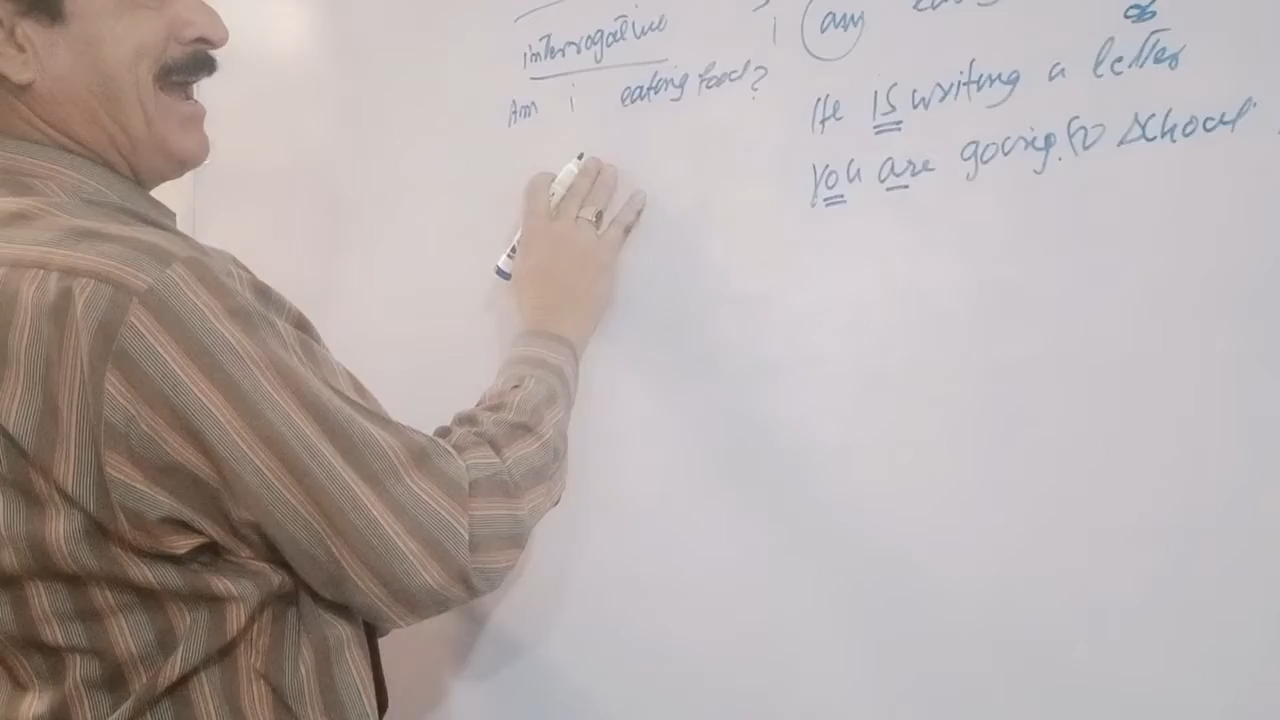 interrogative
Am i eating food?
i am
He is writing a letter
you are going to school